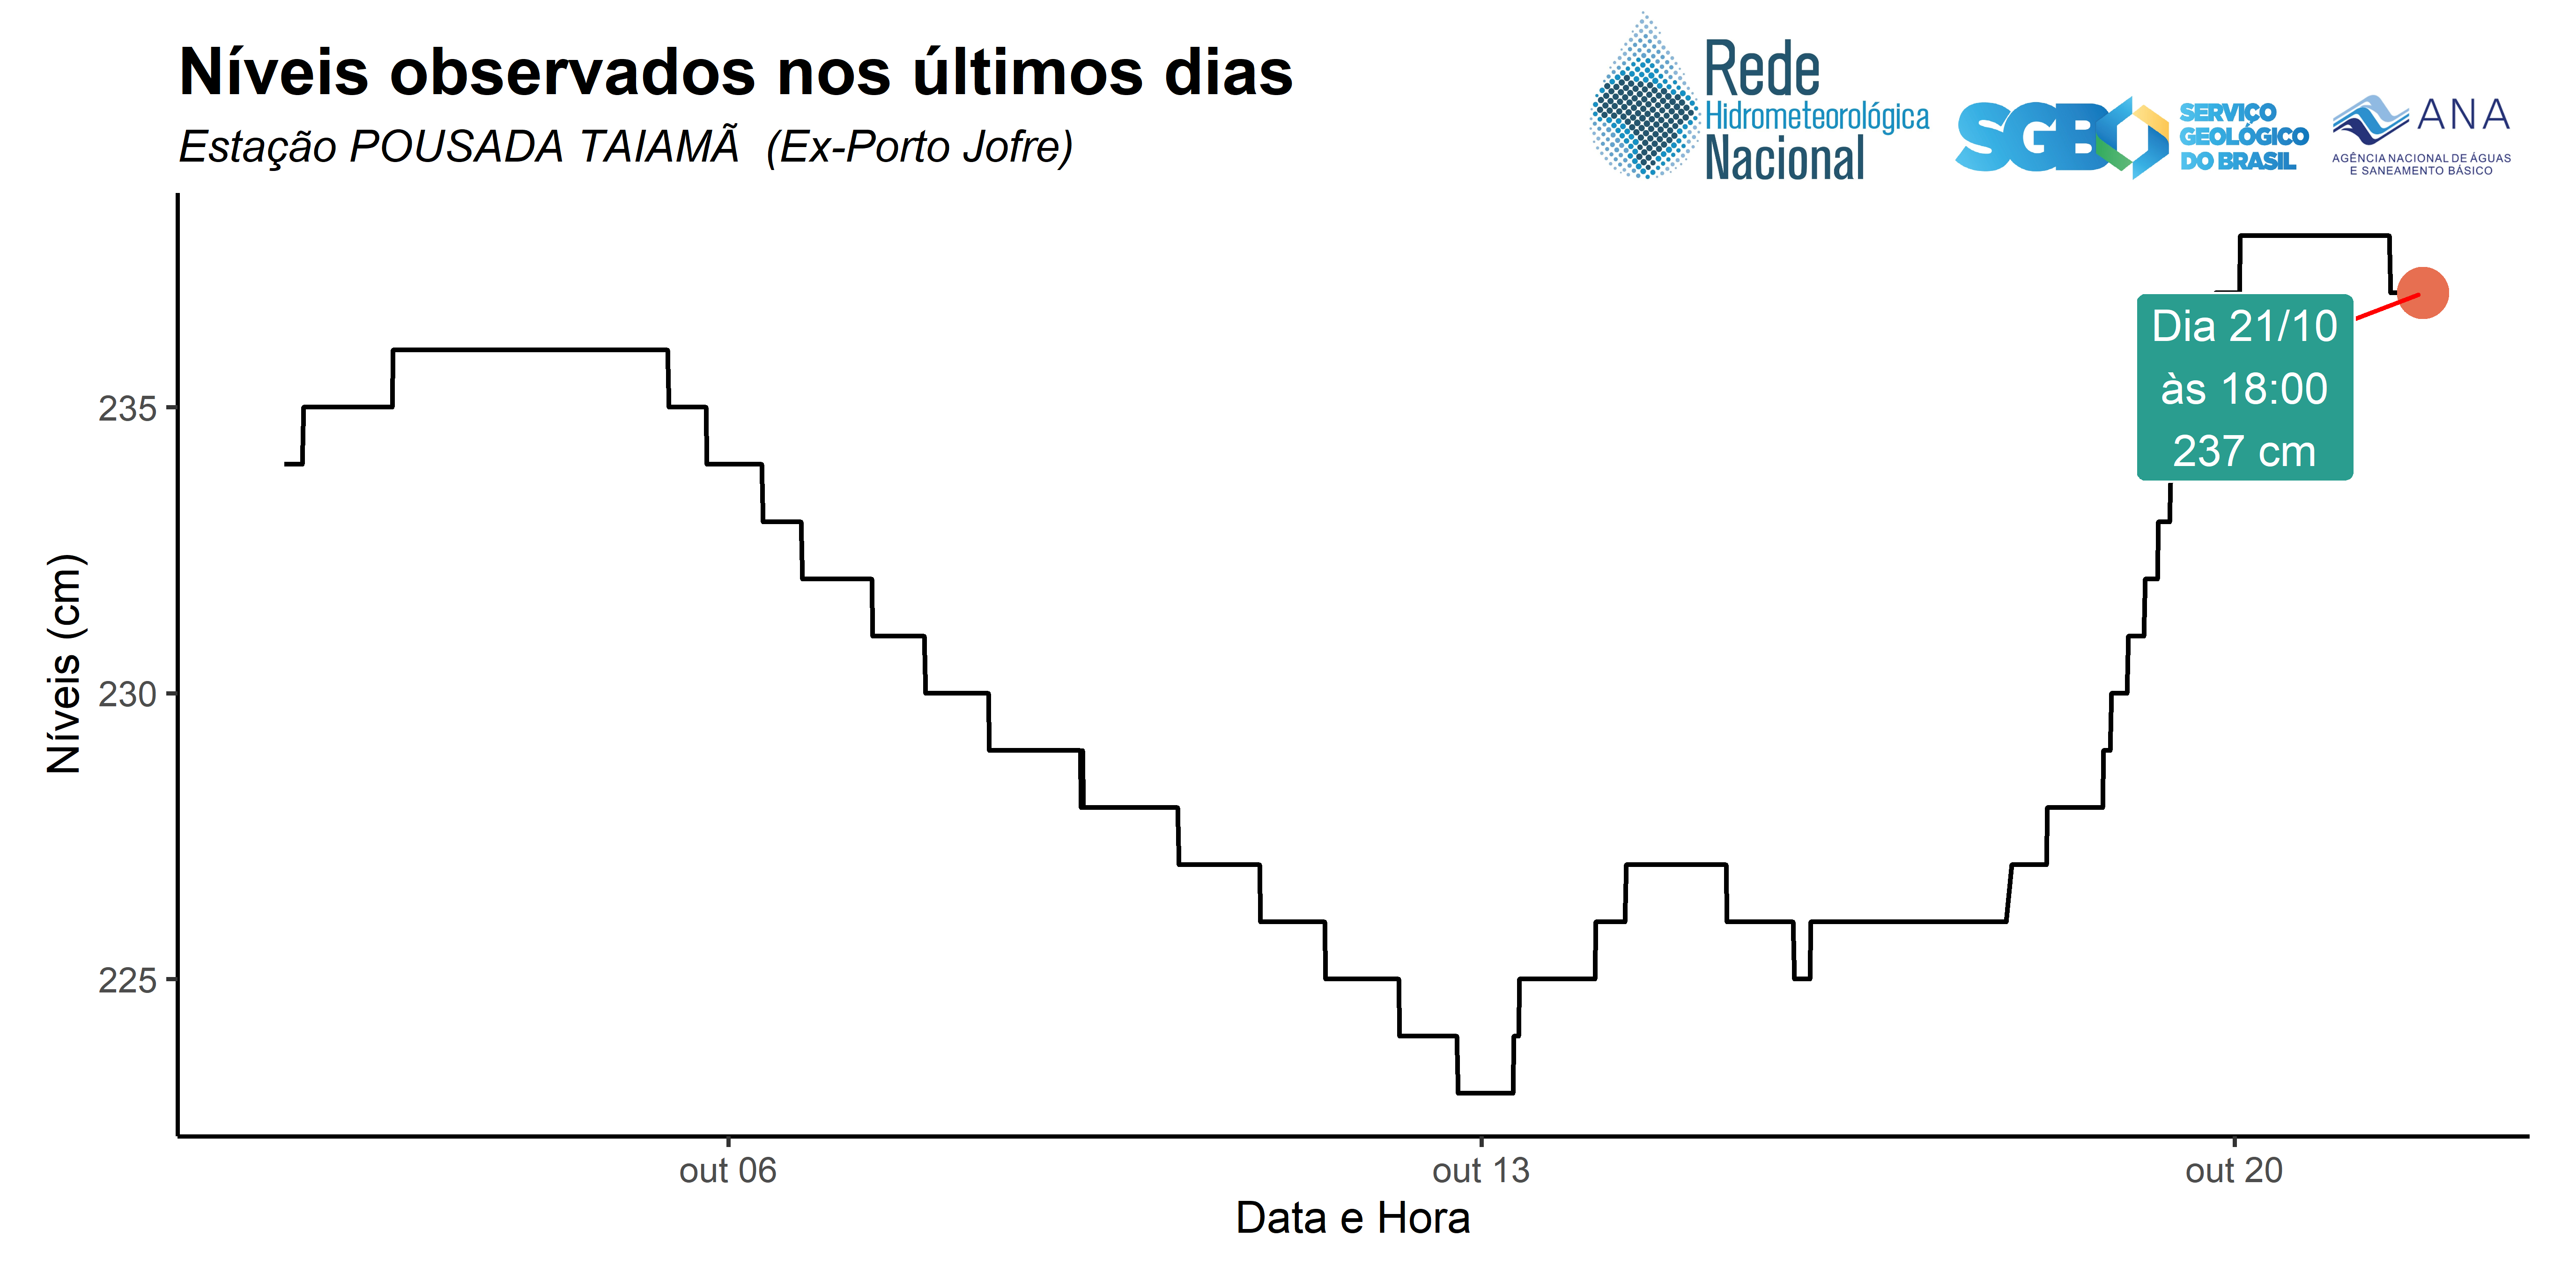 Níveis observados nos últimos dias
Estação POUSADA TAIAMÃ  (Ex-Porto Jofre)
Rede
Hidrometeorológica
Nacional
SGB
SERVIÇO
GEOLÓGICO
DO BRASIL
ANA
AGÊNCIA NACIONAL DE ÁGUAS
E SANEAMENTO BÁSICO
Níveis (cm)
235
230
225
Dia 21/10
às 18:00
237 cm
out 06
out 13
out 20
Data e Hora